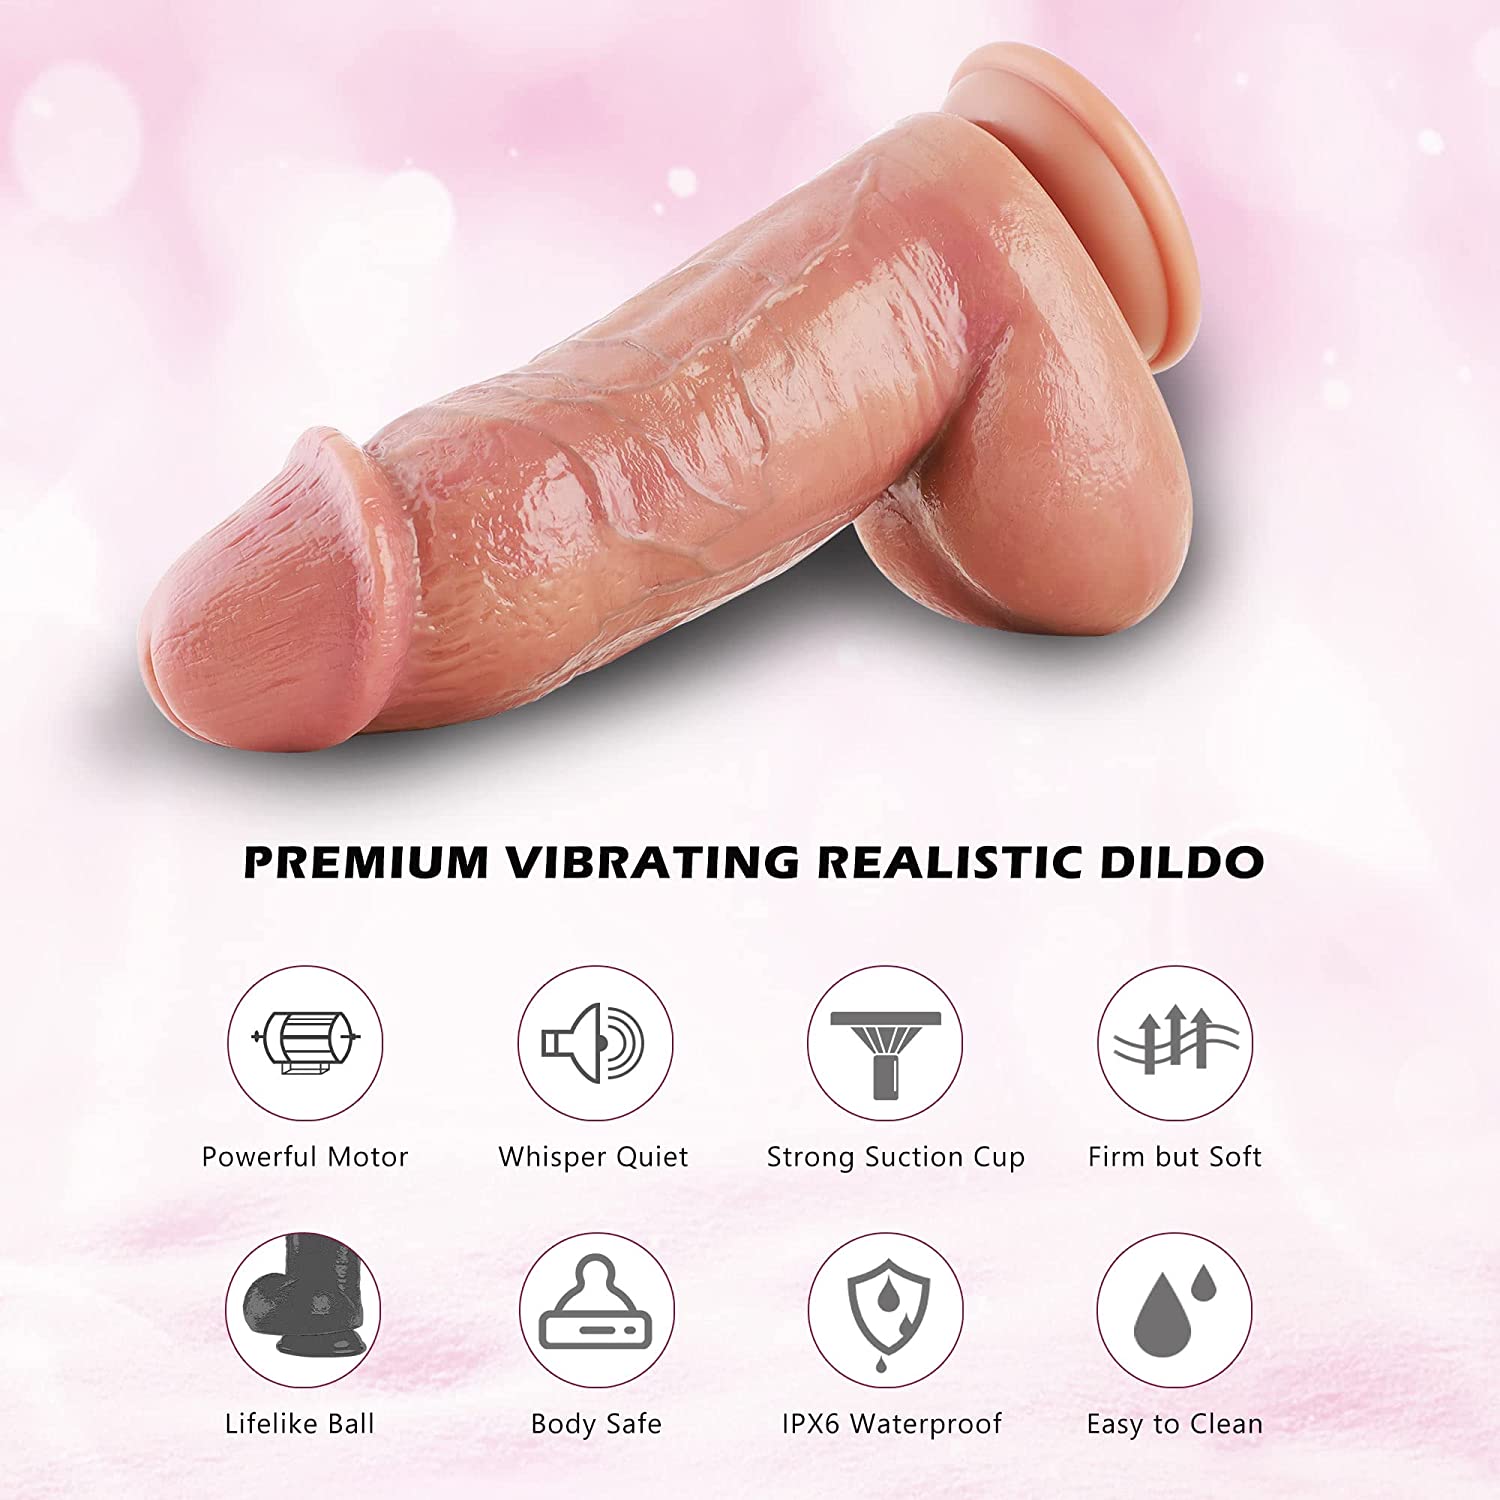 PREMIUM VIBRATING REALISTIC DILDO
Powerful Motor
Whisper Quiet
Strong Suction Cup
Firm but Soft
Lifelike Ball
Body Safe
IPX6 Waterproof
Easy to Clean